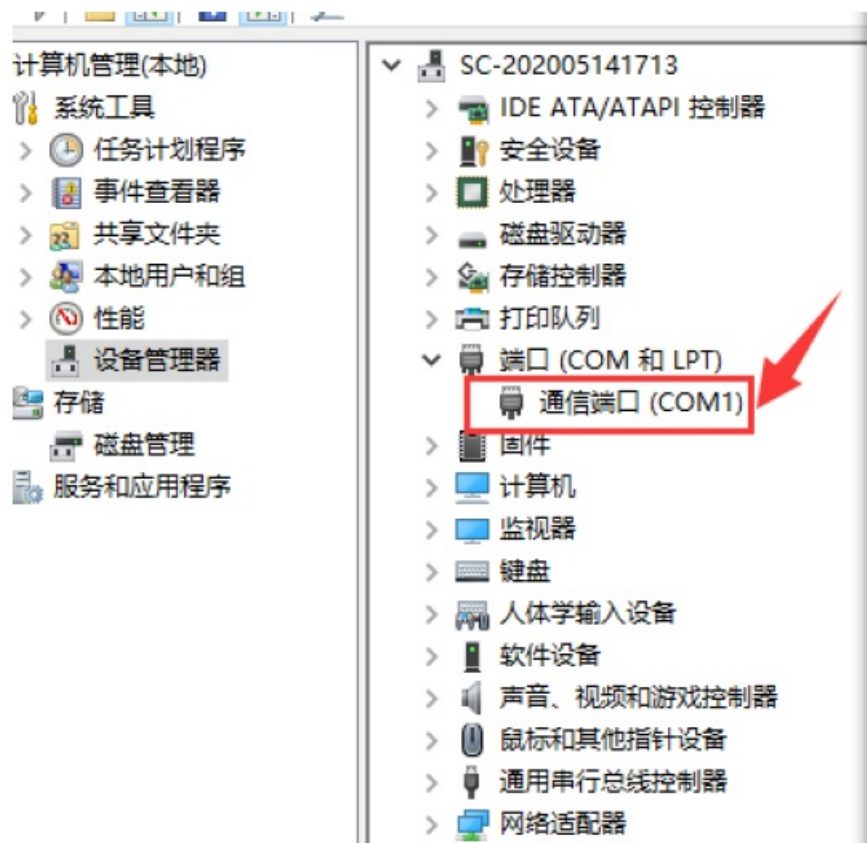 计算机管理(本地)
系统工具
任务计划程序
事件查看器
共享文件夹
本地用户和组
性能
设备管理器
存储
磁盘管理
服务和应用程序
SC-202005141713
IDE ATA/ATAPI 控制器
安全设备
处理器
磁盘驱动器
存储控制器
打印队列
端口 (COM 和 LPT)
通信端口 (COM1)
固件
计算机
监视器
键盘
人体学输入设备
软件设备
声音、视频和游戏控制器
鼠标和其他指针设备
通用串行总线控制器
网络适配器